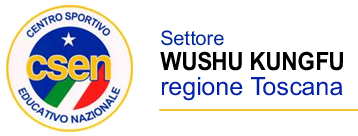 CENTRO SPORTIVO
csen
EDUCATIVO NAZIONALE
Settore
WUSHU KUNGFU
regione Toscana